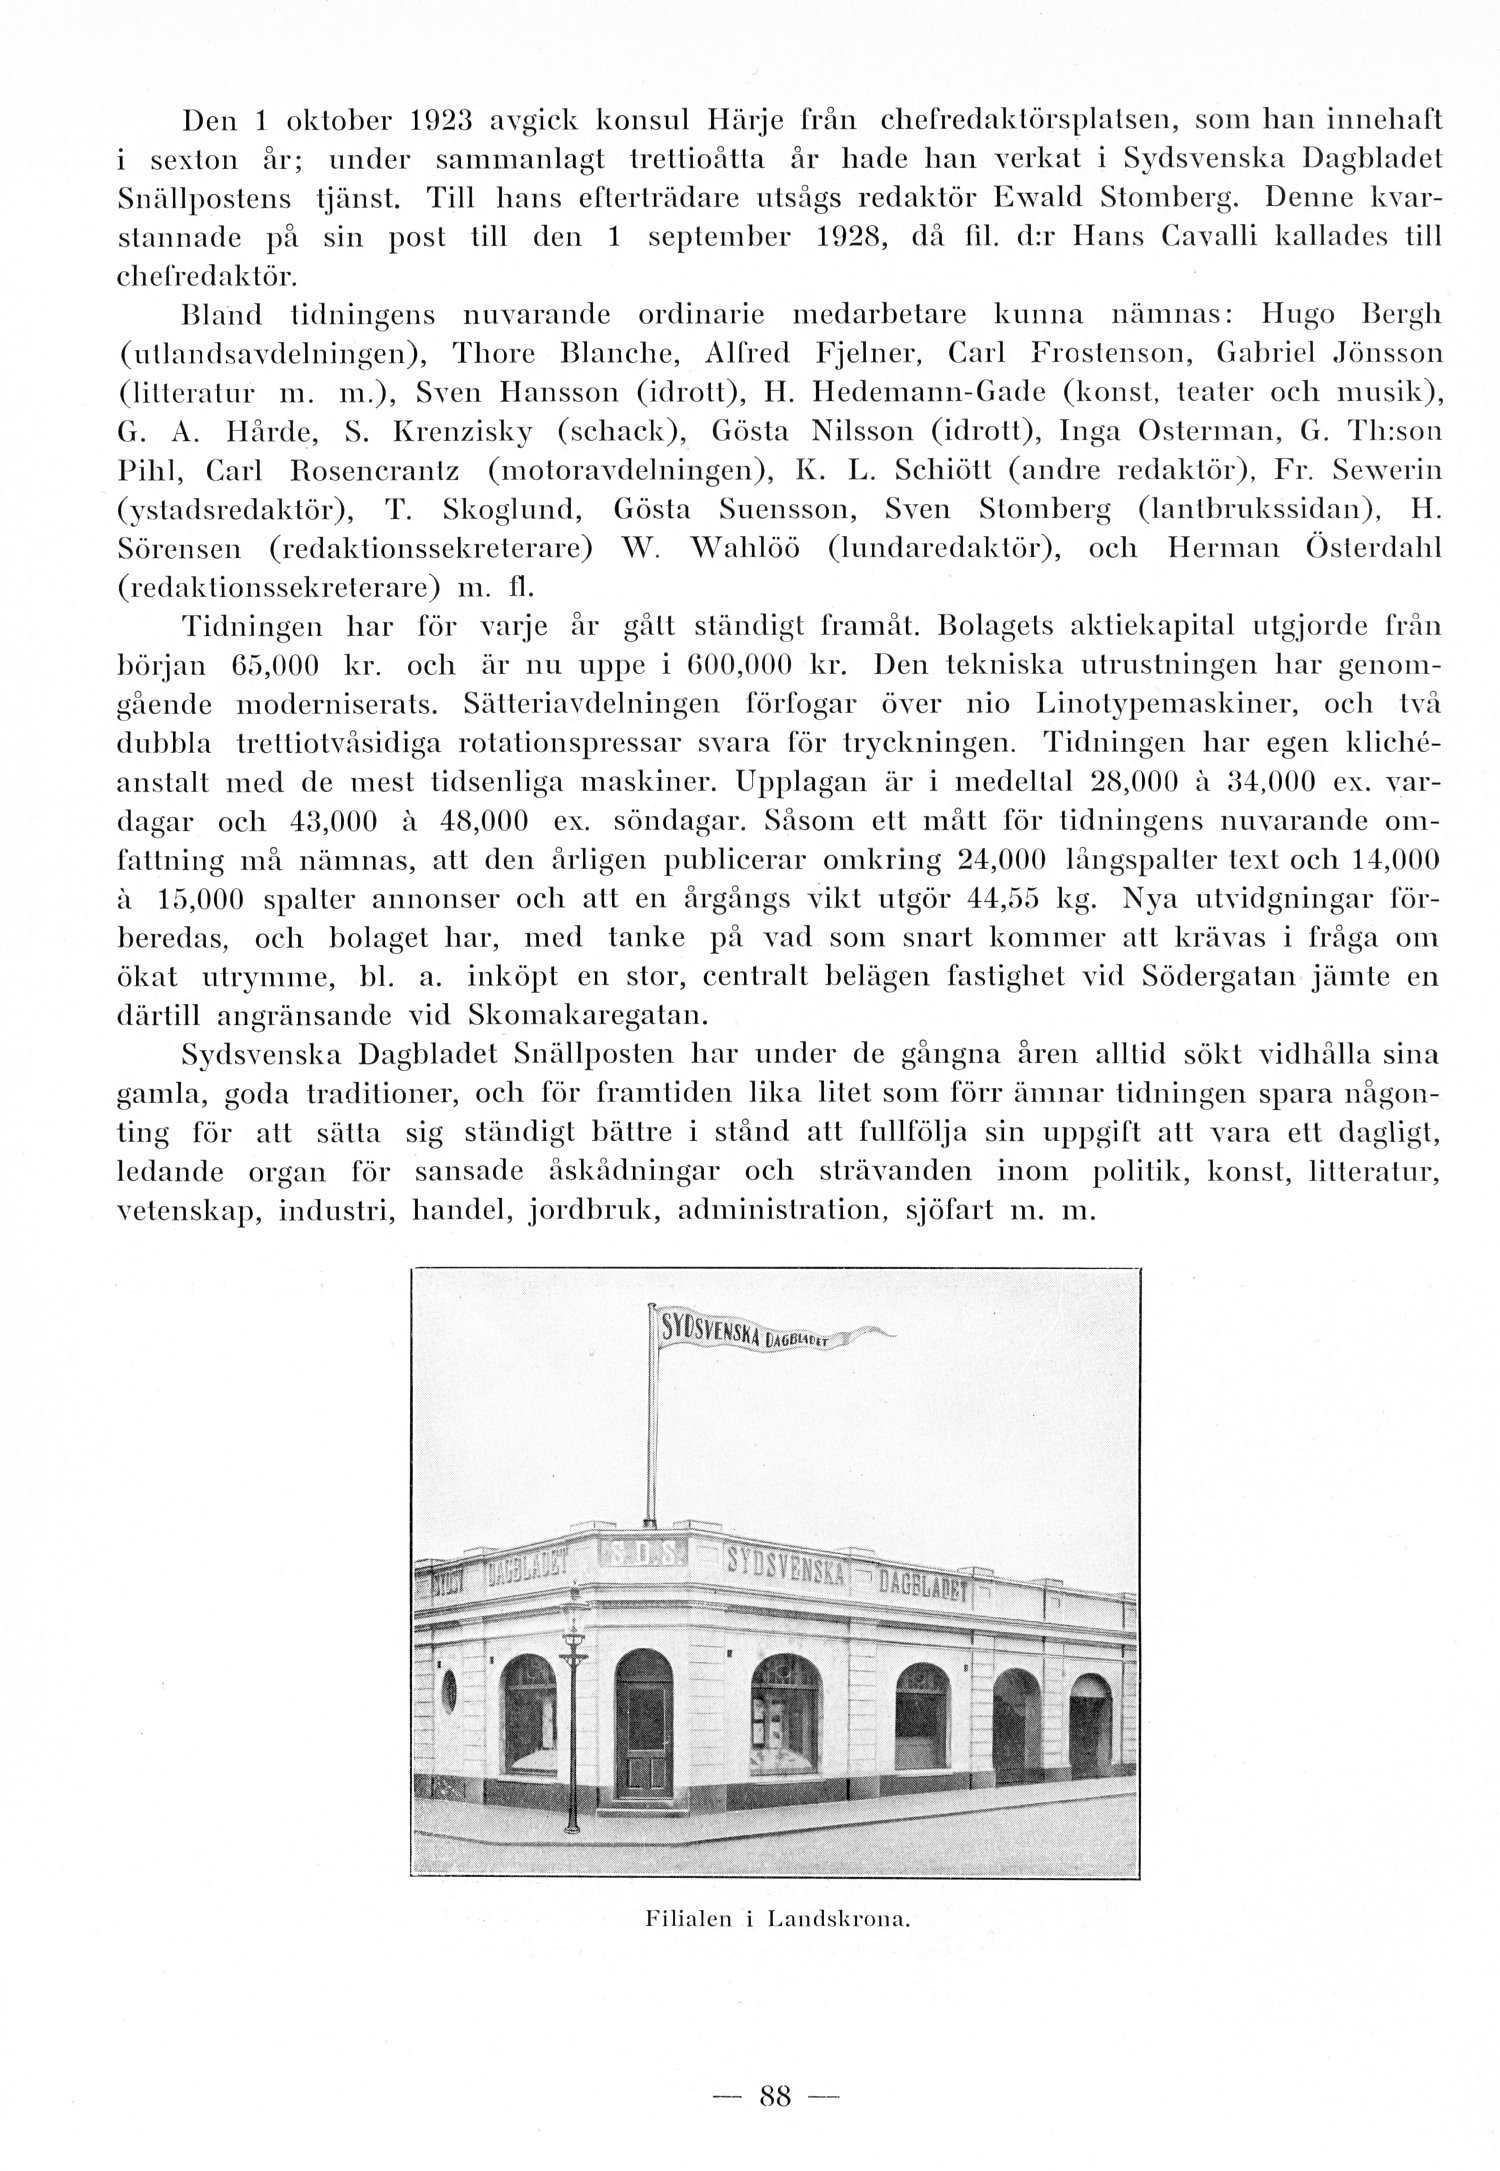 Den 1 oktober 1923 avgick konsul Härje från chefredaktörsplatsen, som han innehaft
i sexton år; under sammanlagt trettioåtta år hade han verkat i Sydsvenska Dagbladet
Snällpostens tjänst. Till hans efterträdare utsågs redaktör Ewald Stomberg. Denne kvar-
stannade på sin post till den 1 september 1928, då fil. d:r Hans Cavalli kallades till
chefredaktör.
Bland tidningens nuvarande ordinarie medarbetare kunna nämnas: Hugo Bergh
(utlandsavdelningen), Thore Blanche, Alfred Fjelner, Carl Frostenson, Gabriel Jönsson
(litteratur m. m.), Sven Hansson (idrott), H. Hedemann-Gade (konst, teater och musik),
G. A. Hårde, S. Krenzisky (schack), Gösta Nilsson (idrott), Inga Osterman, G. Th:son
Pihl, Carl Rosencrantz (motoravdelningen), K. L. Schiött (andre redaktör), Fr. Sewerin
(ystadsredaktör), T. Skoglund, Gösta Suensson, Sven Stomberg (lantbrukssidan), H.
Sörensen (redaktionssekreterare) W. Wahlöö (lundaredaktör), och Herman Österdahl
(redaktionssekreterare) m. fl.
Tidningen har för varje år gått ständigt framåt. Bolagets aktiekapital utgjorde från
början 65,000 kr. och är nu uppe i 600,000 kr. Den tekniska utrustningen har genom-
gående moderniserats. Sätteriavdelningen förfogar över nio Linotypemaskiner, och två
dubbla trettiotvåsidiga rotationspressar svara för tryckningen. Tidningen har egen kliché-
anstalt med de mest tidsenliga maskiner. Upplagan är i medeltal 28,000 à 34,000 ex. var-
dagar och 43,000 à 48,000 ex. söndagar. Såsom ett mått för tidningens nuvarande om-
fattning må nämnas, att den årligen publicerar omkring 24,000 långspalter text och 14,000
à 15,000 spalter annonser och att en årgångs vikt utgör 44,55 kg. Nya utvidgningar för-
beredas, och bolaget har, med tanke på vad som snart kommer att krävas i fråga om
ökat utrymme, bl. a. inköpt en stor, centralt belägen fastighet vid Södergatan jämte en
därtill angränsande vid Skomakaregatan.
Sydsvenska Dagbladet Snällposten har under de gångna åren alltid sökt vidhålla sina
gamla, goda traditioner, och för framtiden lika litet som förr ämnar tidningen spara någon-
ting för att sätta sig ständigt bättre i stånd att fullfölja sin uppgift att vara ett dagligt,
ledande organ för sansade åskådningar och strävanden inom politik, konst, litteratur,
vetenskap, industri, handel, jordbruk, administration, sjöfart m. m.
SYDSVENSKA DAGBLADET
DAGBLADET S.D.S. SYDSVENSKA DAGBLADET
Filialen i Landskrona.
— 88 —